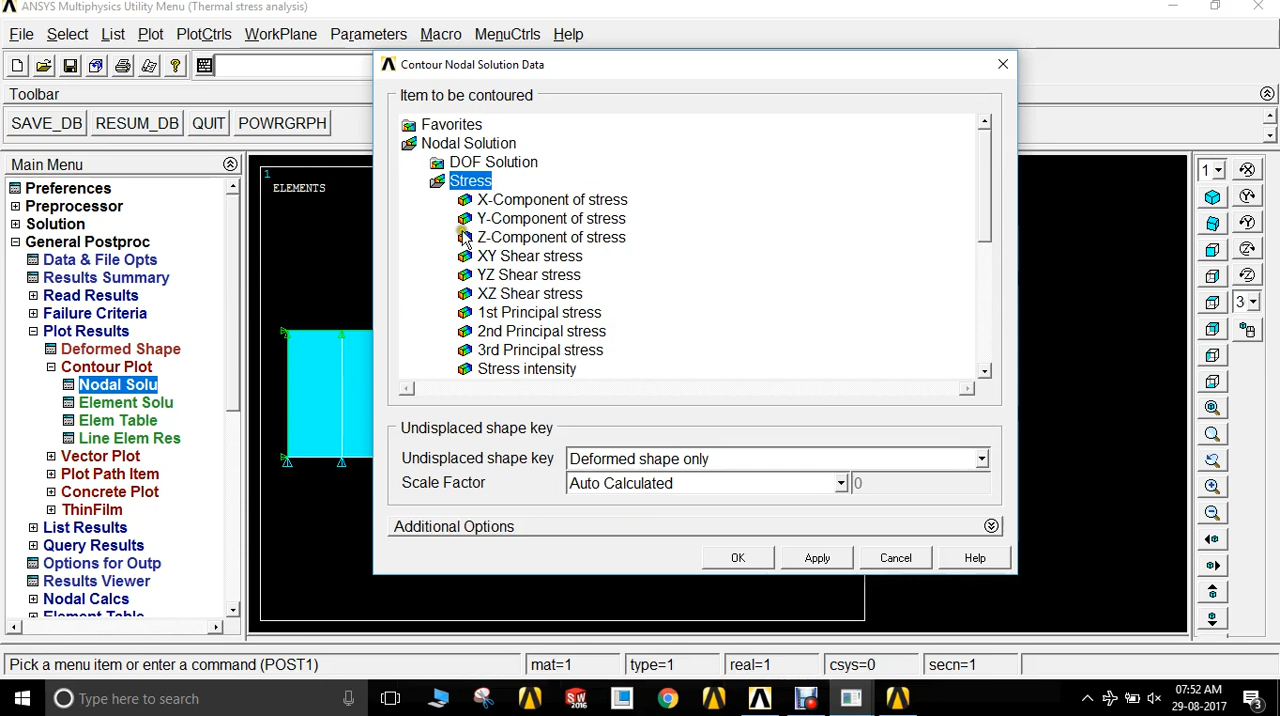 ANSYS Multiphysics Utility Menu (Thermal stress analysis)
File Select List Plot PlotCtrls WorkPlane Parameters Macro MenuCtrls Help
Toolbar
SAVE_DB RESUM_DB QUIT POWRGRPH
Main Menu
Preferences
Preprocessor
Solution
General Postproc
Data & File Opts
Results Summary
Read Results
Failure Criteria
Plot Results
Deformed Shape
Contour Plot
Nodal Solu
Element Solu
Elem Table
Line Elem Res
Vector Plot
Plot Path Item
Concrete Plot
ThinFilm
List Results
Query Results
Options for Outp
Results Viewer
Nodal Calcs
Element Table
1
ELEMENTS
Contour Nodal Solution Data
Item to be contoured
Favorites
Nodal Solution
DOF Solution
Stress
X-Component of stress
Y-Component of stress
Z-Component of stress
XY Shear stress
YZ Shear stress
XZ Shear stress
1st Principal stress
2nd Principal stress
3rd Principal stress
Stress intensity
Undisplaced shape key
Undisplaced shape key Deformed shape only
Scale Factor Auto Calculated 0
Additional Options
OK Apply Cancel Help
1
3
Pick a menu item or enter a command (POST1) mat=1 type=1 real=1 csys=0 secn=1
Type here to search
SW
2016
07:52 AM
29-08-2017
3